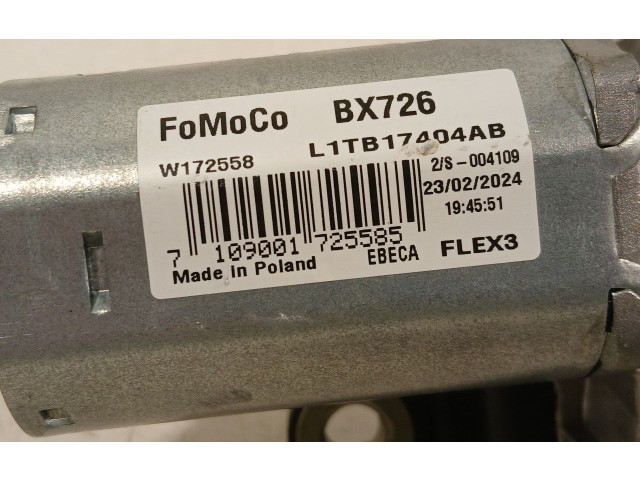 FoMoCo BX726
W172558 L1TB17404AB
2/S-004109
23/02/2024
19:45:51
7 109001 725585
EBECA FLEX3
Made in Poland